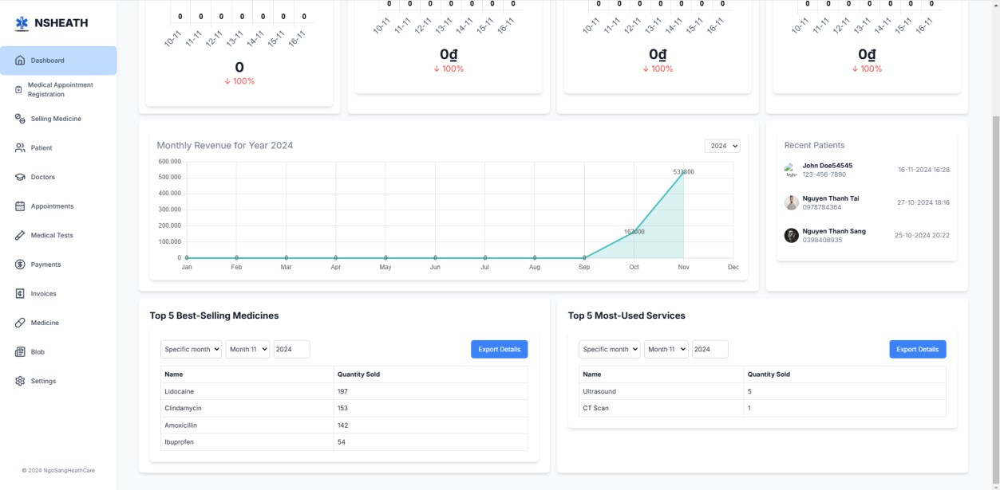 NSHEATH
Dashboard
Medical Appointment
Registration
Selling Medicine
Patient
Doctors
Appointments
Medical Tests
Payments
Invoices
Medicine
Blob
Settings
© 2024 NgoSangHeathCare
0 0 0 0 0 0 0
10-11 11-11 12-11 13-11 14-11 15-11 16-11
0
↓ 100%
0 0 0 0 0 0 0
10-11 11-11 12-11 13-11 14-11 15-11 16-11
0₫
↓ 100%
0 0 0 0 0 0 0
10-11 11-11 12-11 13-11 14-11 15-11 16-11
0₫
↓ 100%
0 0 0 0 0 0 0
10-11 11-11 12-11 13-11 14-11 15-11 16-11
0₫
↓ 100%
Monthly Revenue for Year 2024
2024
600.000
500.000
400.000
300.000
200.000
100.000
0
0 0 0 0 0 0 0 0 0 162000 533800
Jan Feb Mar Apr May Jun Jul Aug Sep Oct Nov Dec
Recent Patients
John Doe54545
123-456-7890
16-11-2024 16:28
Nguyen Thanh Tai
0978784364
27-10-2024 18:16
Nguyen Thanh Sang
0398408935
25-10-2024 20:22
Top 5 Best-Selling Medicines
Specific month Month 11 2024 Export Details
Name Quantity Sold
Lidocaine 197
Clindamycin 153
Amoxicillin 142
Ibuprofen 54
Top 5 Most-Used Services
Specific month Month 11 2024 Export Details
Name Quantity Sold
Ultrasound 5
CT Scan 1